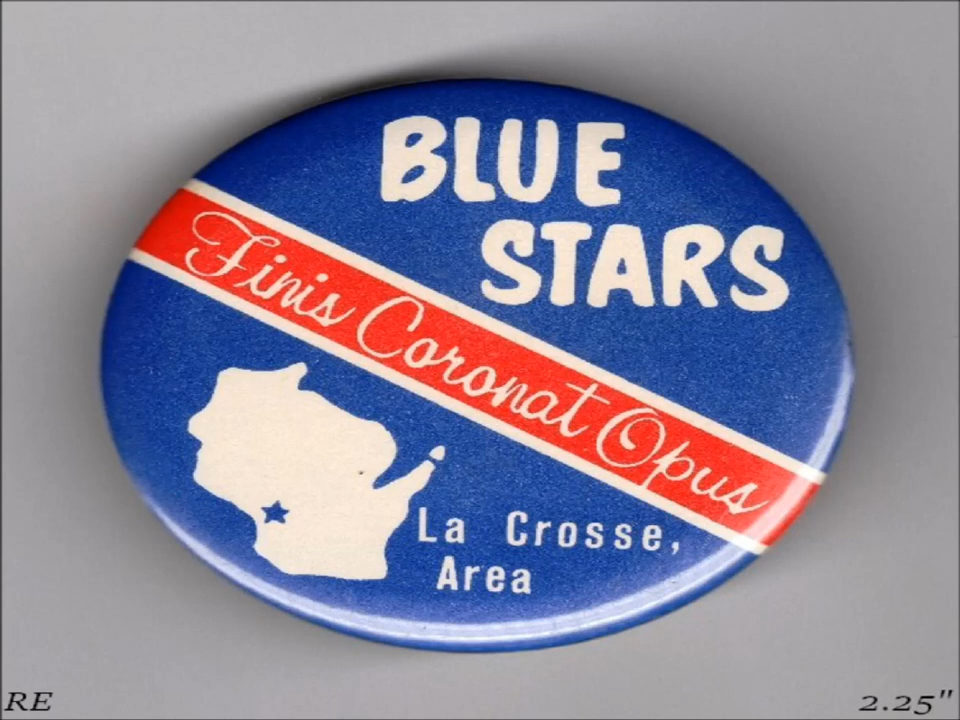 BLUE
STARS
Finis Coronat Opus
La Crosse,
Area
RE
2.25"